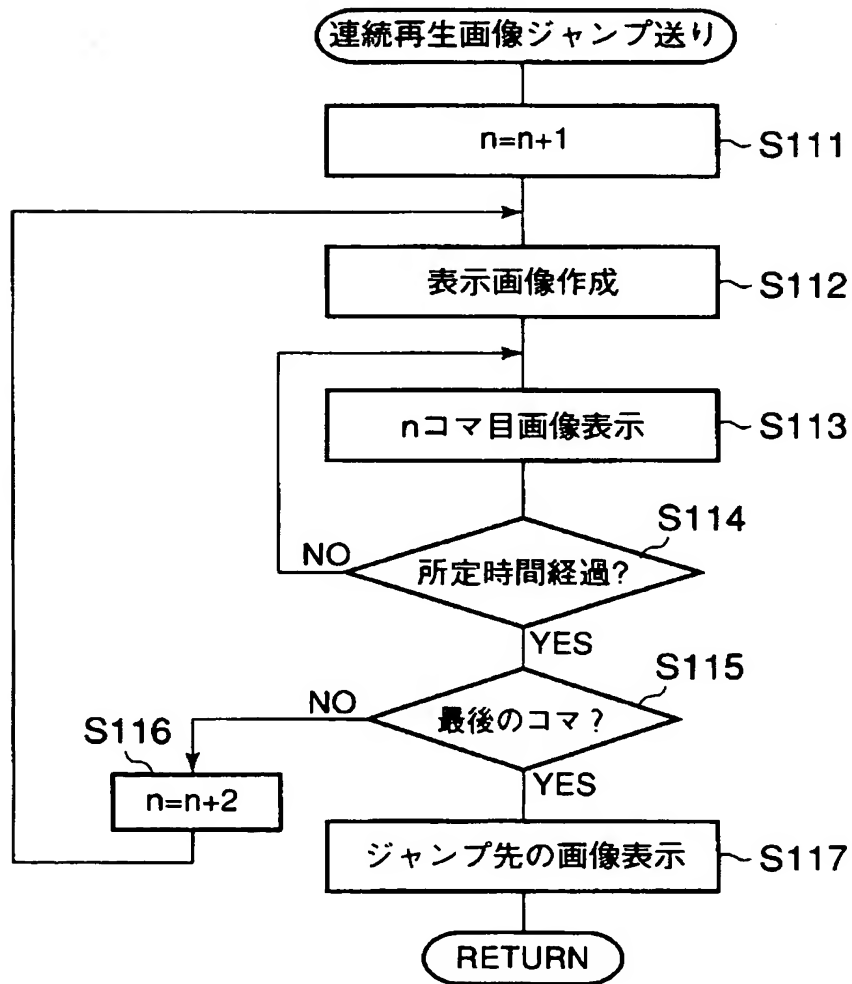 連続再生画像ジャンプ送り
n=n+1
S111
表示画像作成
S112
nコマ目画像表示
S113
S114
NO
所定時間経過?
YES
S115
NO
最後のコマ?
S116
YES
n=n+2
ジャンプ先の画像表示
S117
RETURN